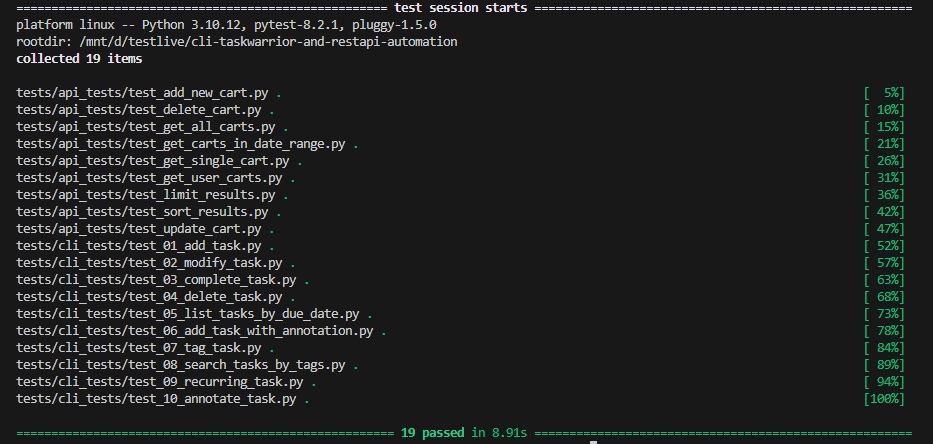 ====================================================== test session starts ======================================================
platform linux -- Python 3.10.12, pytest-8.2.1, pluggy-1.5.0
rootdir: /mnt/d/testlive/cli-taskwarrior-and-restapi-automation
collected 19 items
tests/api_tests/test_add_new_cart.py . [  5%]
tests/api_tests/test_delete_cart.py . [ 10%]
tests/api_tests/test_get_all_carts.py . [ 15%]
tests/api_tests/test_get_carts_in_date_range.py . [ 21%]
tests/api_tests/test_get_single_cart.py . [ 26%]
tests/api_tests/test_get_user_carts.py . [ 31%]
tests/api_tests/test_limit_results.py . [ 36%]
tests/api_tests/test_sort_results.py . [ 42%]
tests/api_tests/test_update_cart.py . [ 47%]
tests/cli_tests/test_01_add_task.py . [ 52%]
tests/cli_tests/test_02_modify_task.py . [ 57%]
tests/cli_tests/test_03_complete_task.py . [ 63%]
tests/cli_tests/test_04_delete_task.py . [ 68%]
tests/cli_tests/test_05_list_tasks_by_due_date.py . [ 73%]
tests/cli_tests/test_06_add_task_with_annotation.py . [ 78%]
tests/cli_tests/test_07_tag_task.py . [ 84%]
tests/cli_tests/test_08_search_tasks_by_tags.py . [ 89%]
tests/cli_tests/test_09_recurring_task.py . [ 94%]
tests/cli_tests/test_10_annotate_task.py . [100%]
====================================================== 19 passed in 8.91s ======================================================